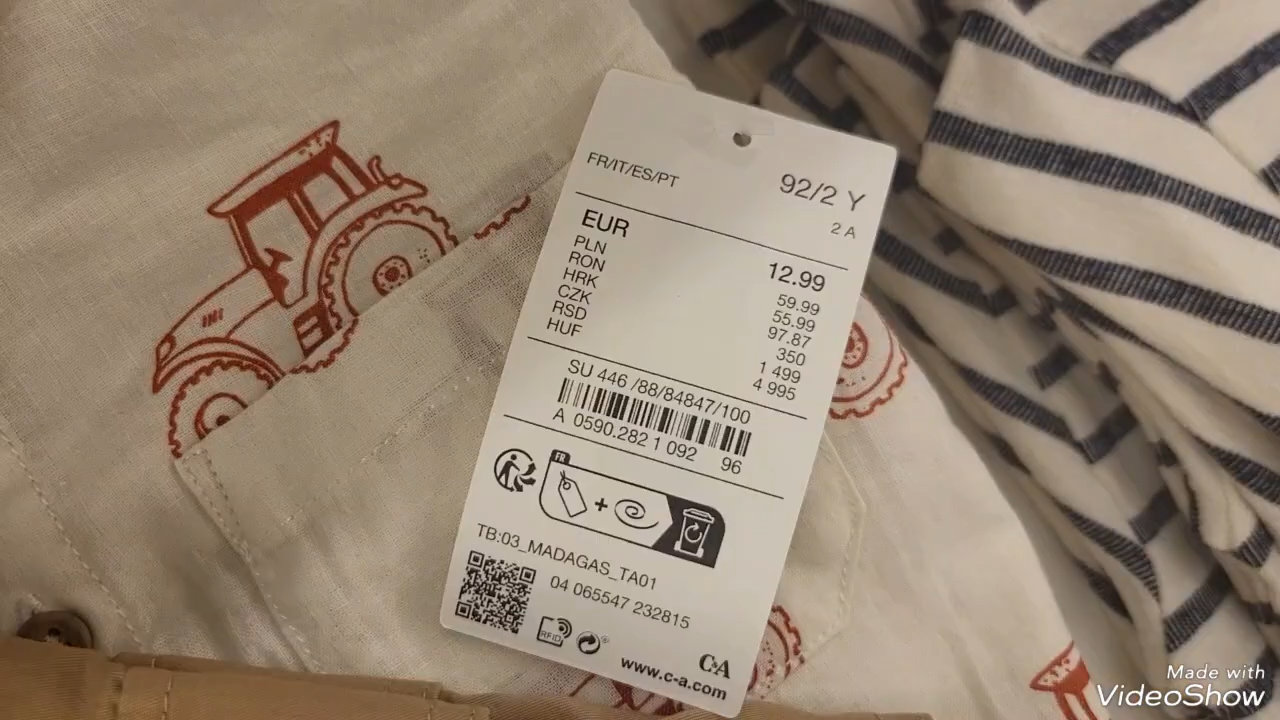 FR/IT/ES/PT 92/2 Y
2 A
EUR 12.99
PLN 59.99
RON 55.99
HRK 97.87
CZK 350
RSD 1 499
HUF 4 995
SU 446 /88/84847/100
A 0590.282 1 092 96
FR
+
TB:03_MADAGAS_TA01
04 065547 232815
RFID
C&A
www.c-a.com
Made with
VideoShow